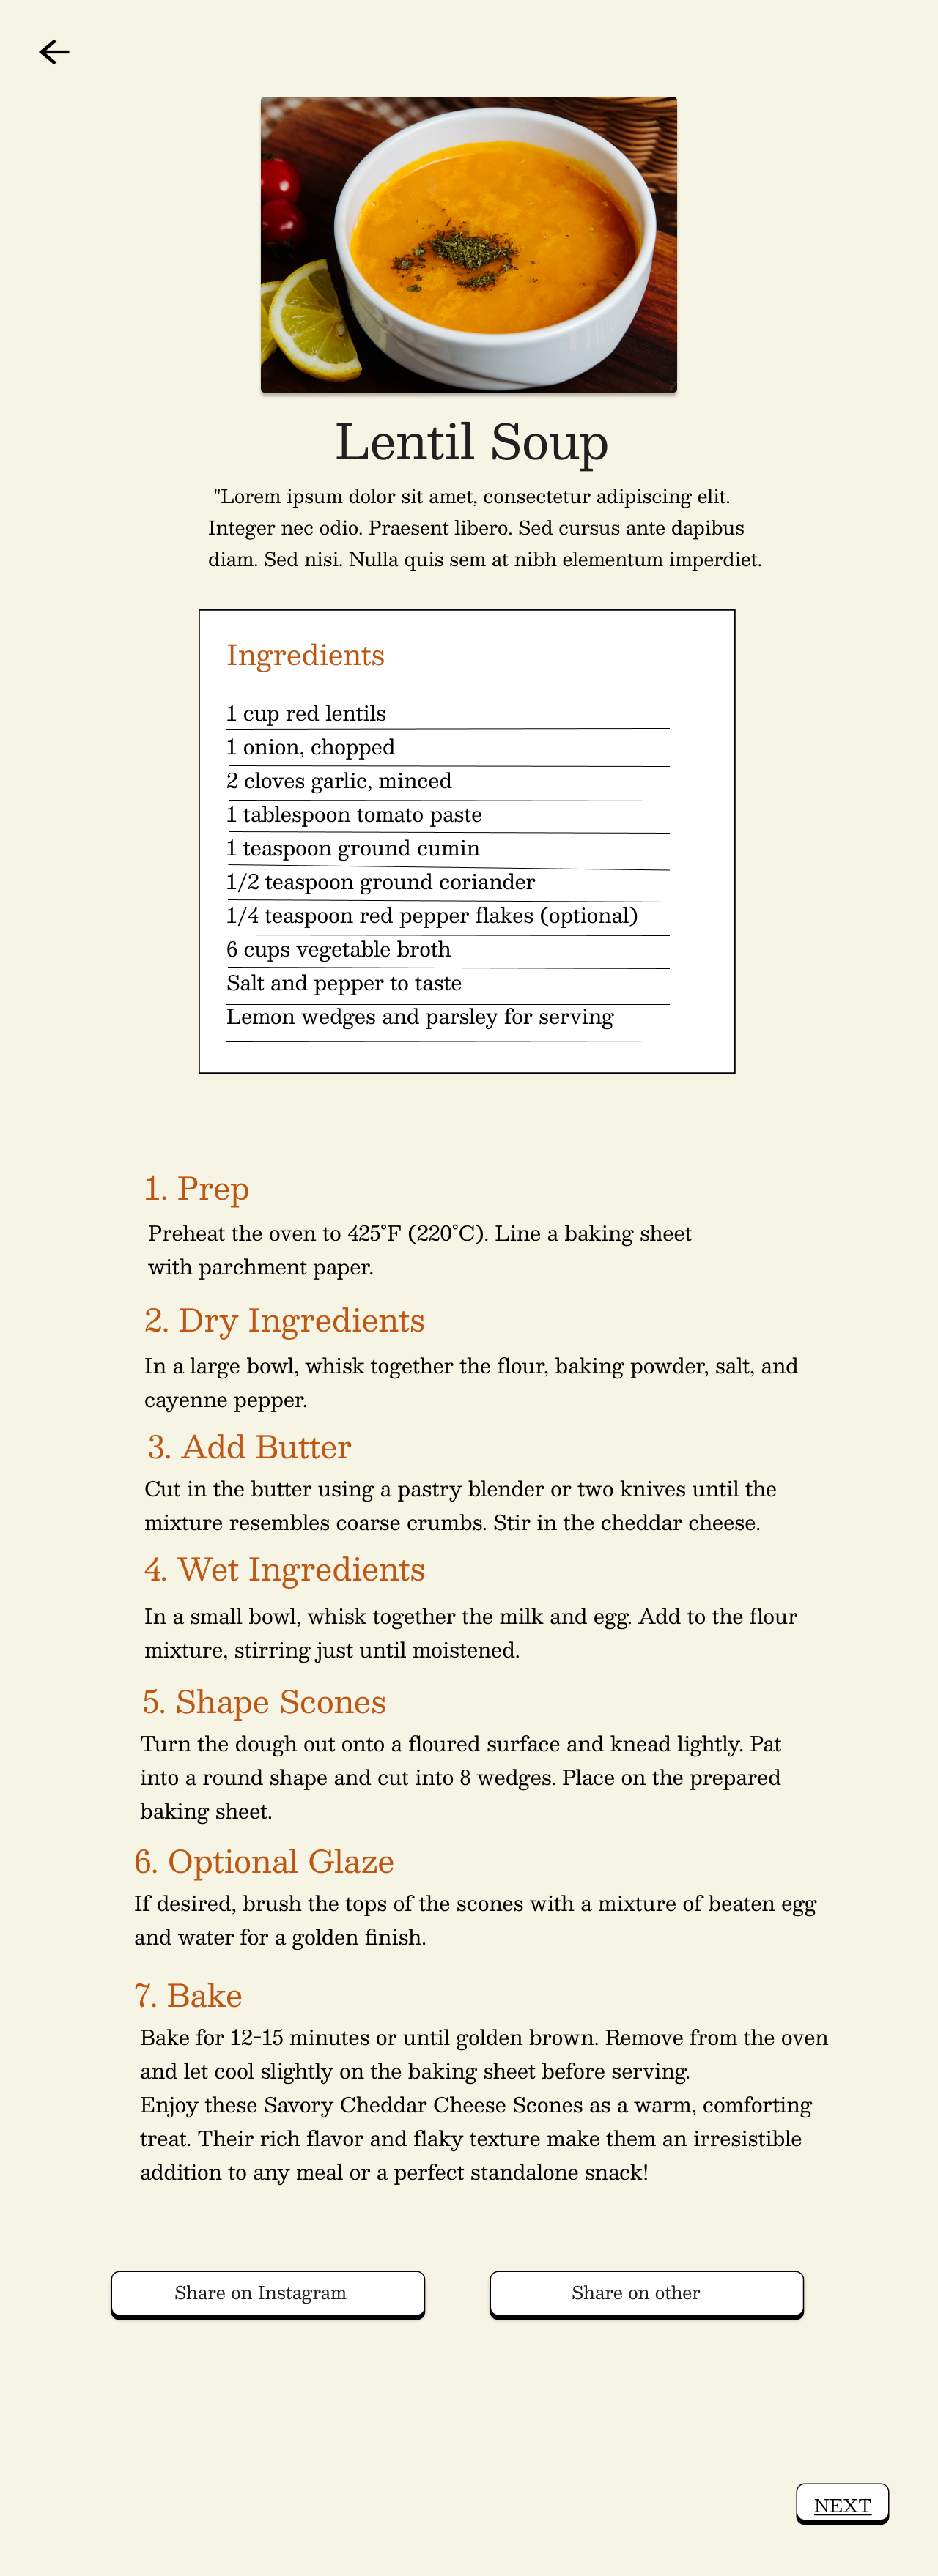 Lentil Soup
"Lorem ipsum dolor sit amet, consectetur adipiscing elit.
Integer nec odio. Praesent libero. Sed cursus ante dapibus
diam. Sed nisi. Nulla quis sem at nibh elementum imperdiet.
Ingredients
1 cup red lentils
1 onion, chopped
2 cloves garlic, minced
1 tablespoon tomato paste
1 teaspoon ground cumin
1/2 teaspoon ground coriander
1/4 teaspoon red pepper flakes (optional)
6 cups vegetable broth
Salt and pepper to taste
Lemon wedges and parsley for serving
1. Prep
Preheat the oven to 425°F (220°C). Line a baking sheet
with parchment paper.
2. Dry Ingredients
In a large bowl, whisk together the flour, baking powder, salt, and
cayenne pepper.
3. Add Butter
Cut in the butter using a pastry blender or two knives until the
mixture resembles coarse crumbs. Stir in the cheddar cheese.
4. Wet Ingredients
In a small bowl, whisk together the milk and egg. Add to the flour
mixture, stirring just until moistened.
5. Shape Scones
Turn the dough out onto a floured surface and knead lightly. Pat
into a round shape and cut into 8 wedges. Place on the prepared
baking sheet.
6. Optional Glaze
If desired, brush the tops of the scones with a mixture of beaten egg
and water for a golden finish.
7. Bake
Bake for 12-15 minutes or until golden brown. Remove from the oven
and let cool slightly on the baking sheet before serving.
Enjoy these Savory Cheddar Cheese Scones as a warm, comforting
treat. Their rich flavor and flaky texture make them an irresistible
addition to any meal or a perfect standalone snack!
Share on Instagram
Share on other
NEXT